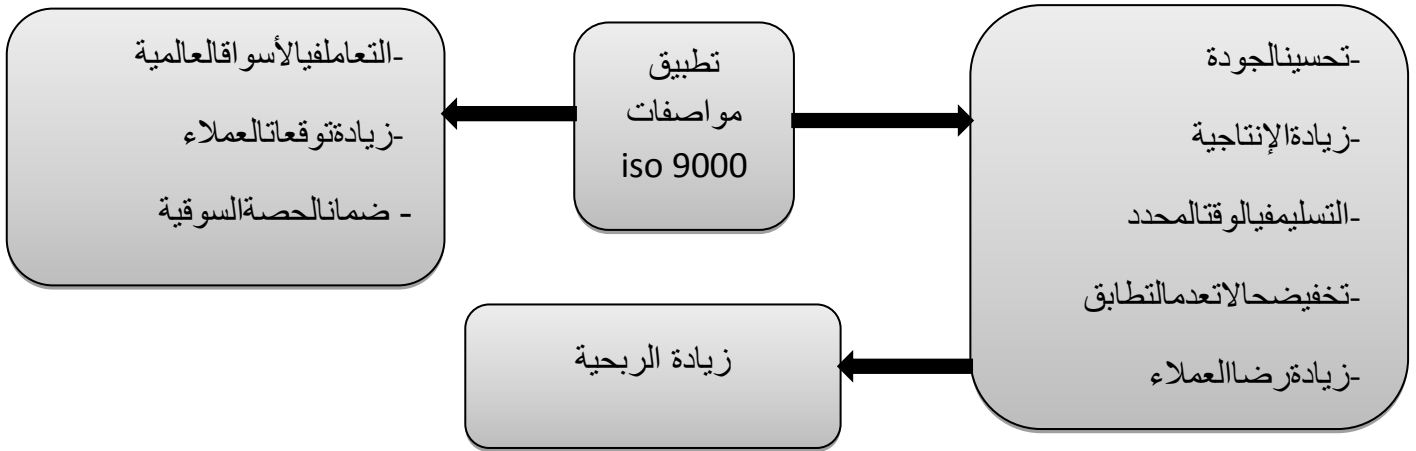 -تحسينالجودة
-زيادةالإنتاجية
-التسليمفيالوقتالمحدد
-تخفيضحالاتعدمالتطابق
-زيادةرضاالعملاء
تطبيق
مواصفات
iso 9000
-التعاملفيالأسواقالعالمية
-زيادةتوقعاتالعملاء
- ضمانالحصةالسوقية
زيادة الربحية